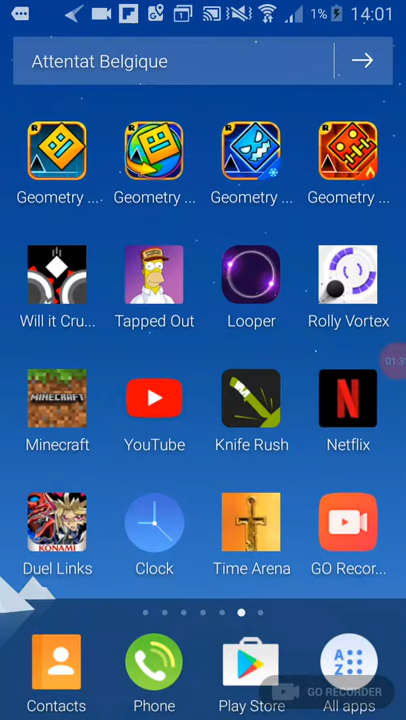 1% 14:01
Attentat Belgique
Geometry ... Geometry ... Geometry ... Geometry ...
Will it Cru... Tapped Out Looper Rolly Vortex
MINECRAFT
Minecraft YouTube Knife Rush Netflix
KONAMI
Duel Links Clock Time Arena GO Recor...
GO RECORDER
Contacts Phone Play Store All apps